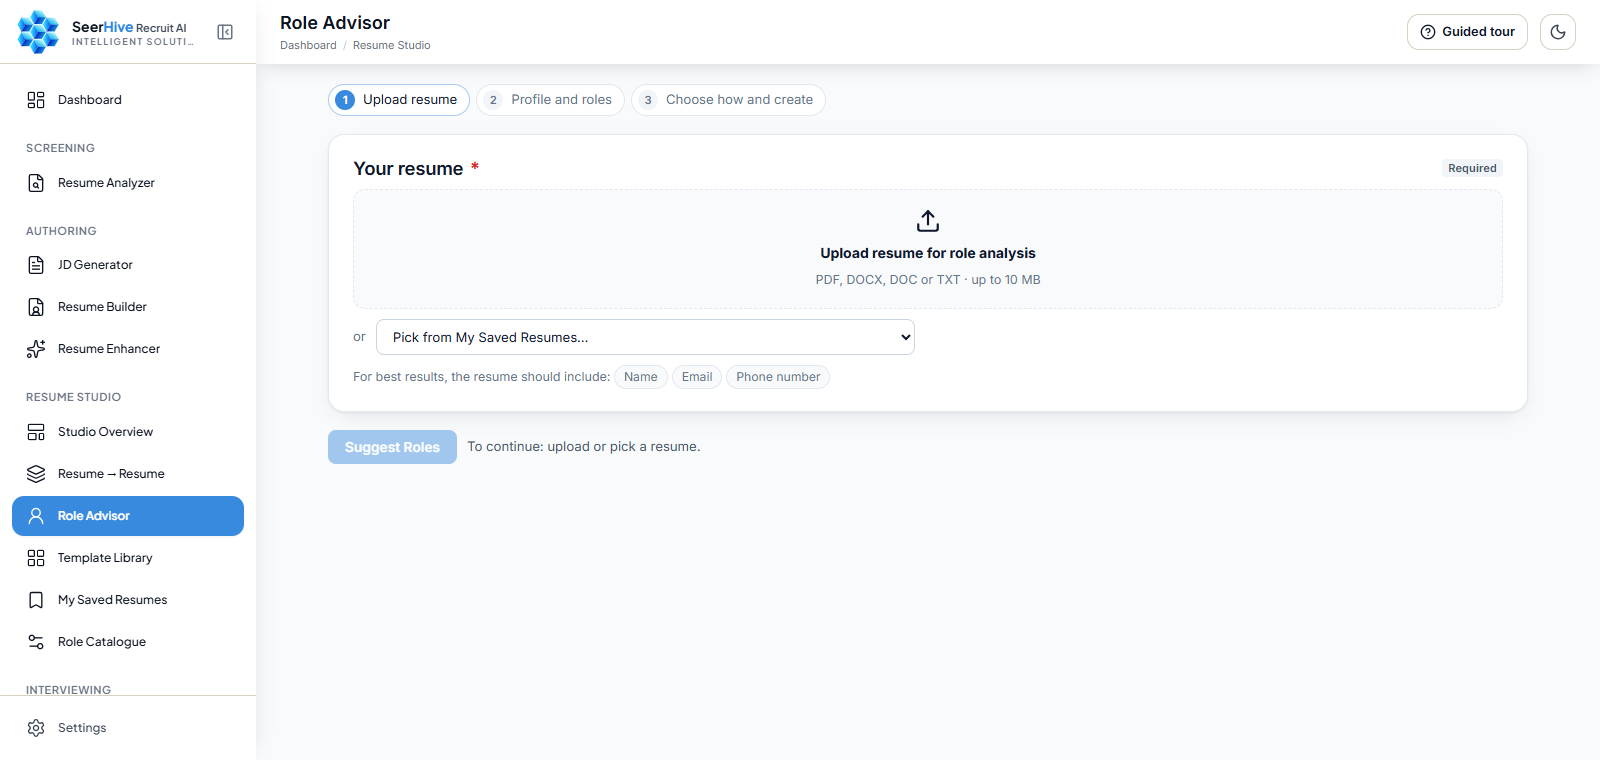 SeerHive Recruit AI
INTELLIGENT SOLUTI...
Dashboard
SCREENING
Resume Analyzer
AUTHORING
JD Generator
Resume Builder
Resume Enhancer
RESUME STUDIO
Studio Overview
Resume → Resume
Role Advisor
Template Library
My Saved Resumes
Role Catalogue
INTERVIEWING
Settings
Role Advisor
Dashboard / Resume Studio
Guided tour
1 Upload resume
2 Profile and roles
3 Choose how and create
Your resume *
Required
Upload resume for role analysis
PDF, DOCX, DOC or TXT · up to 10 MB
or Pick from My Saved Resumes...
For best results, the resume should include: Name Email Phone number
Suggest Roles To continue: upload or pick a resume.